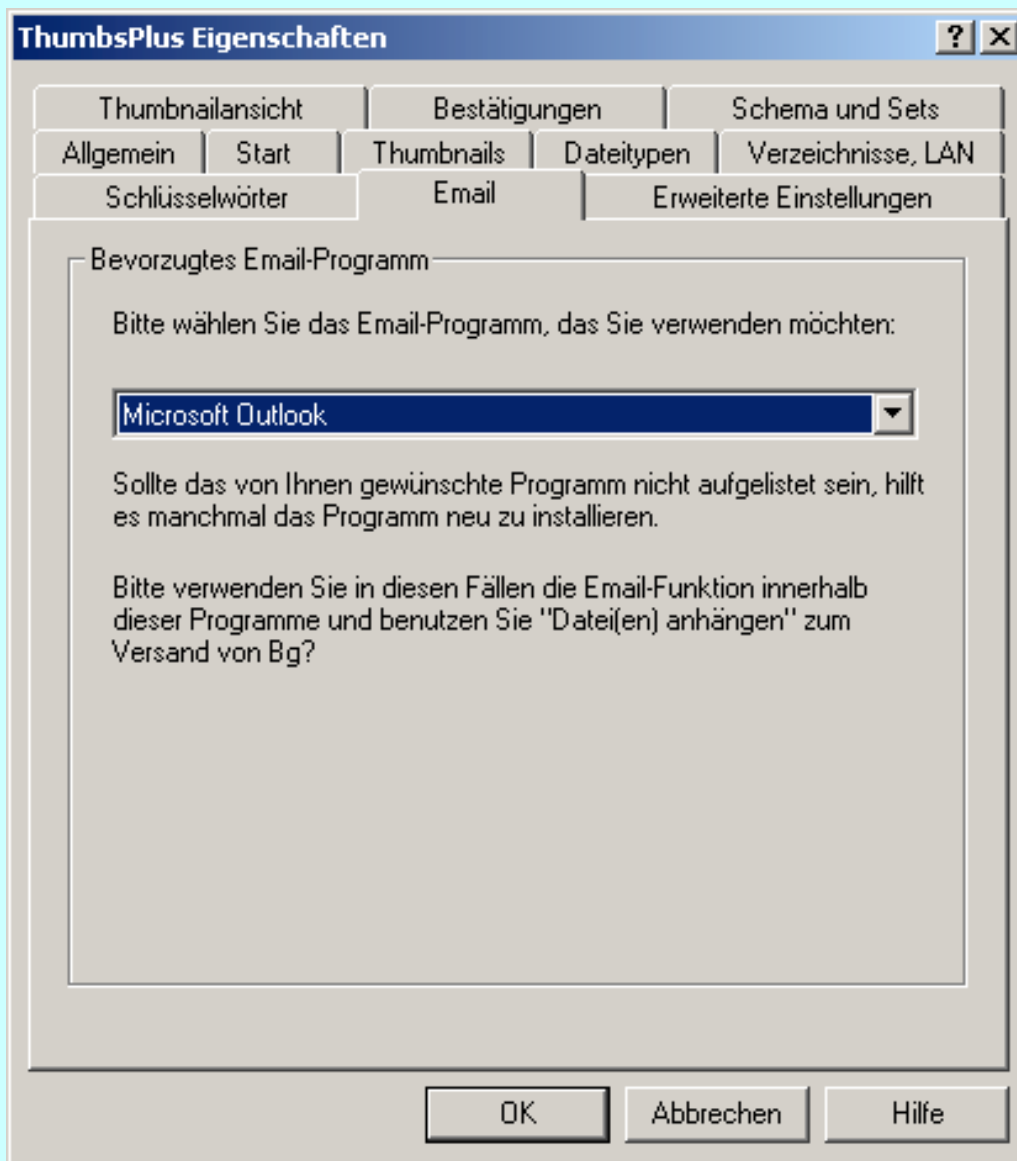 ThumbsPlus Eigenschaften
Thumbnailansicht Bestätigungen Schema und Sets
Allgemein Start Thumbnails Dateitypen Verzeichnisse, LAN
Schlüsselwörter Email Erweiterte Einstellungen
Bevorzugtes Email-Programm
Bitte wählen Sie das Email-Programm, das Sie verwenden möchten:
Microsoft Outlook
Sollte das von Ihnen gewünschte Programm nicht aufgelistet sein, hilft
es manchmal das Programm neu zu installieren.
Bitte verwenden Sie in diesen Fällen die Email-Funktion innerhalb
dieser Programme und benutzen Sie "Datei(en) anhängen" zum
Versand von Bg?
OK Abbrechen Hilfe